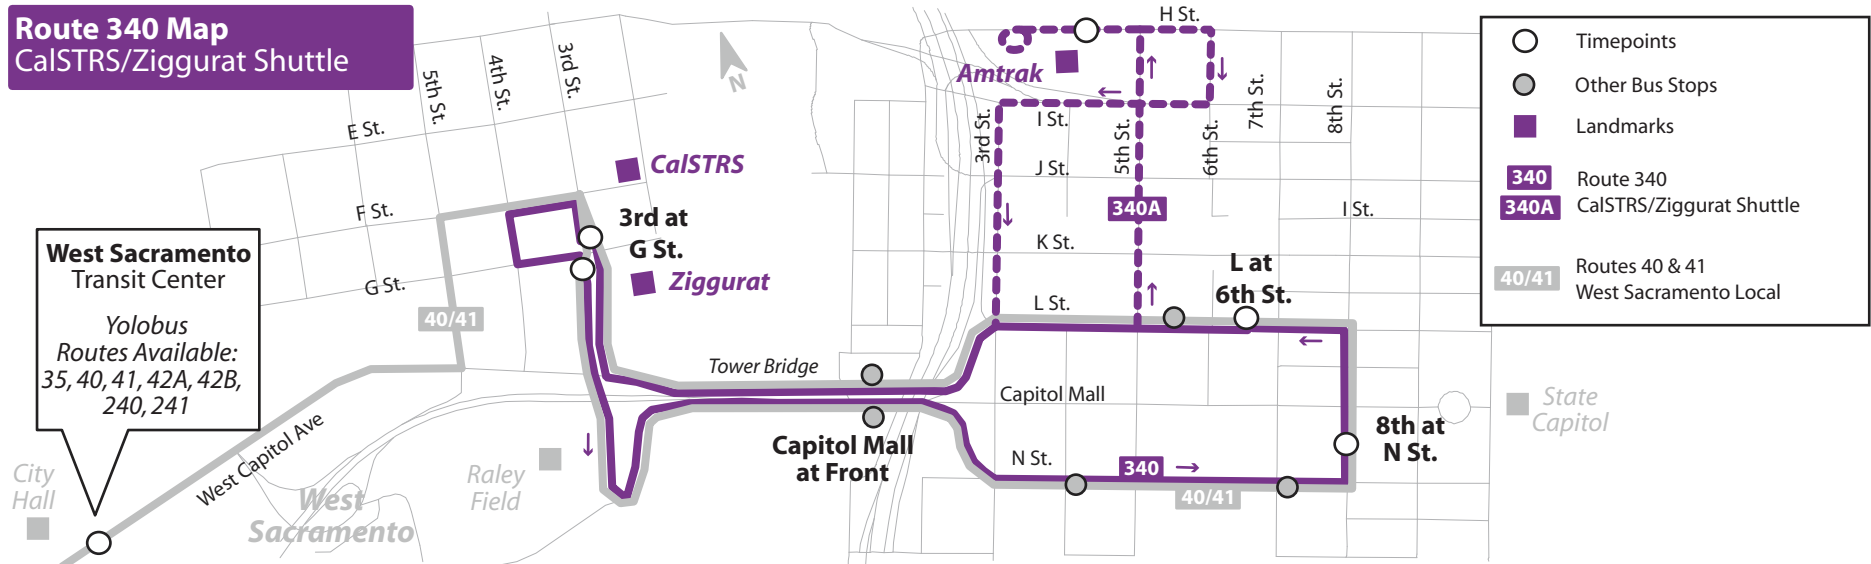 Route 340 Map
CalSTRS/Ziggurat Shuttle
5th St.
4th St.
3rd St.
E St.
F St.
G St.
CalSTRS
3rd at
G St.
Ziggurat
40/41
West Sacramento
Transit Center
Yolobus
Routes Available:
35, 40, 41, 42A, 42B,
240, 241
City
Hall
West Capitol Ave
West
Sacramento
Raley
Field
N
Tower Bridge
Capitol Mall
at Front
Amtrak
H St.
3rd St.
I St.
5th St.
6th St.
7th St.
8th St.
J St.
340A
I St.
K St.
L St.
L at
6th St.
Capitol Mall
N St.
340
40/41
8th at
N St.
State
Capitol
Timepoints
Other Bus Stops
Landmarks
340
Route 340
340A
CalSTRS/Ziggurat Shuttle
40/41
Routes 40 & 41
West Sacramento Local